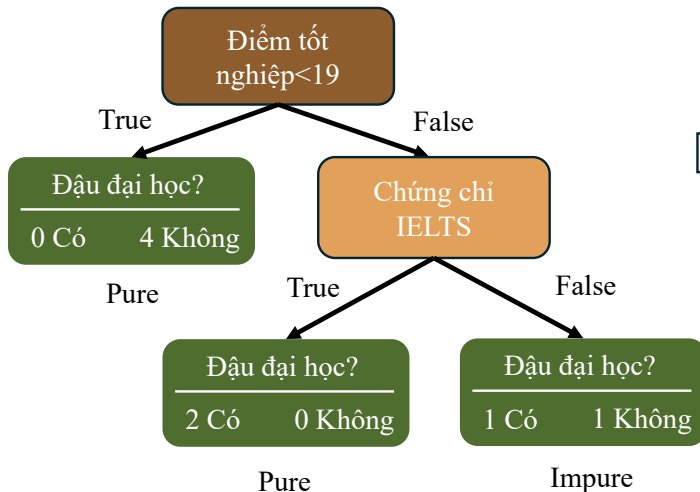 Điểm tốt
nghiệp<19
True
False
Đậu đại học?
0 Có 4 Không
Pure
Chứng chỉ
IELTS
True
False
Đậu đại học?
2 Có 0 Không
Pure
Đậu đại học?
1 Có 1 Không
Impure